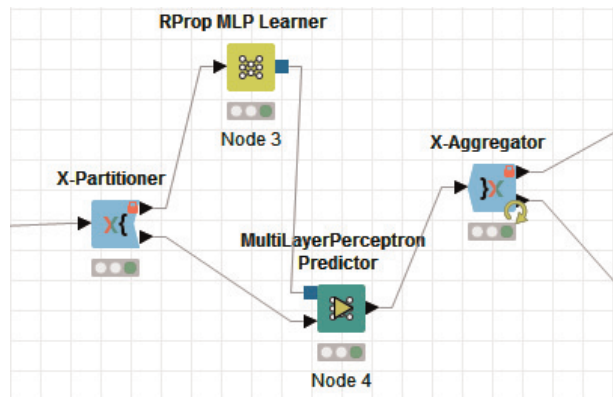 RProp MLP Learner
Node 3
X-Partitioner
X{
X-Aggregator
}X
MultiLayerPerceptron
Predictor
Node 4